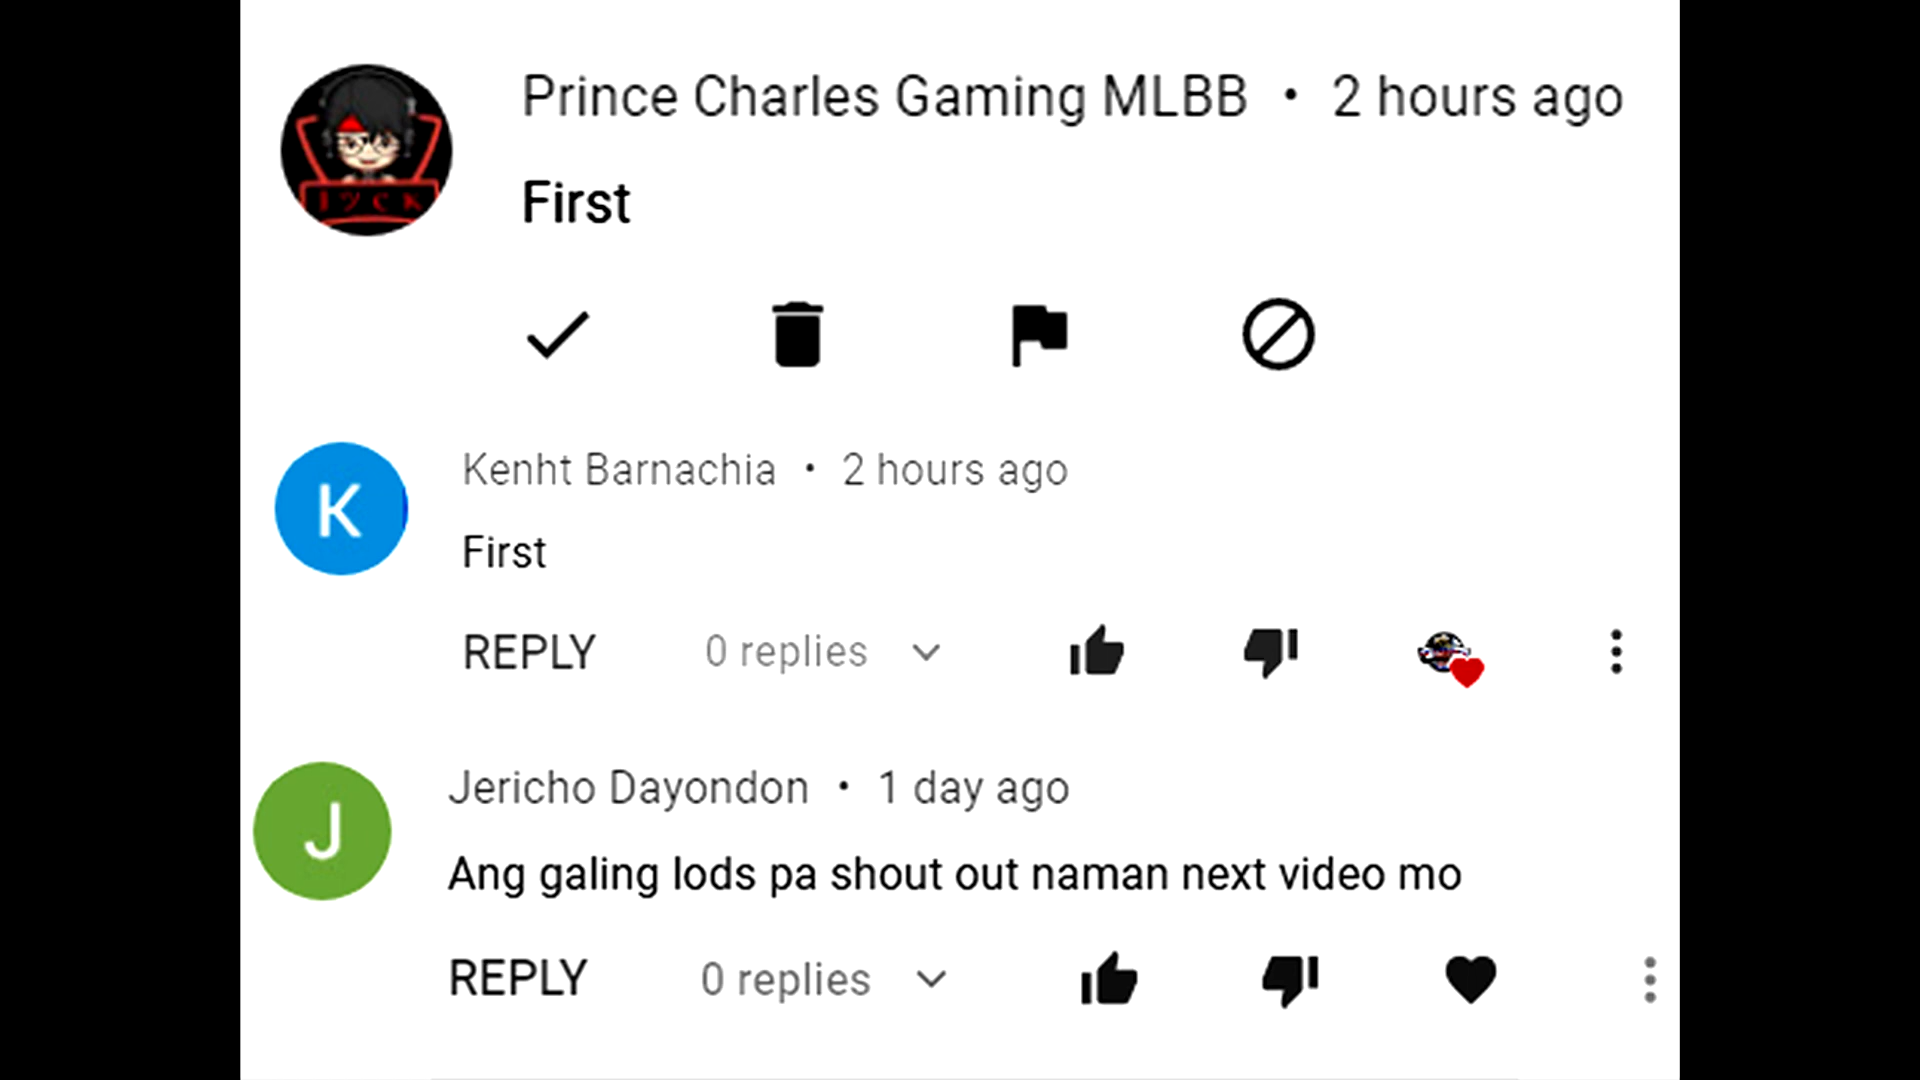 Prince Charles Gaming MLBB • 2 hours ago
First
K
Kenht Barnachia • 2 hours ago
First
REPLY 0 replies
J
Jericho Dayondon • 1 day ago
Ang galing lods pa shout out naman next video mo
REPLY 0 replies